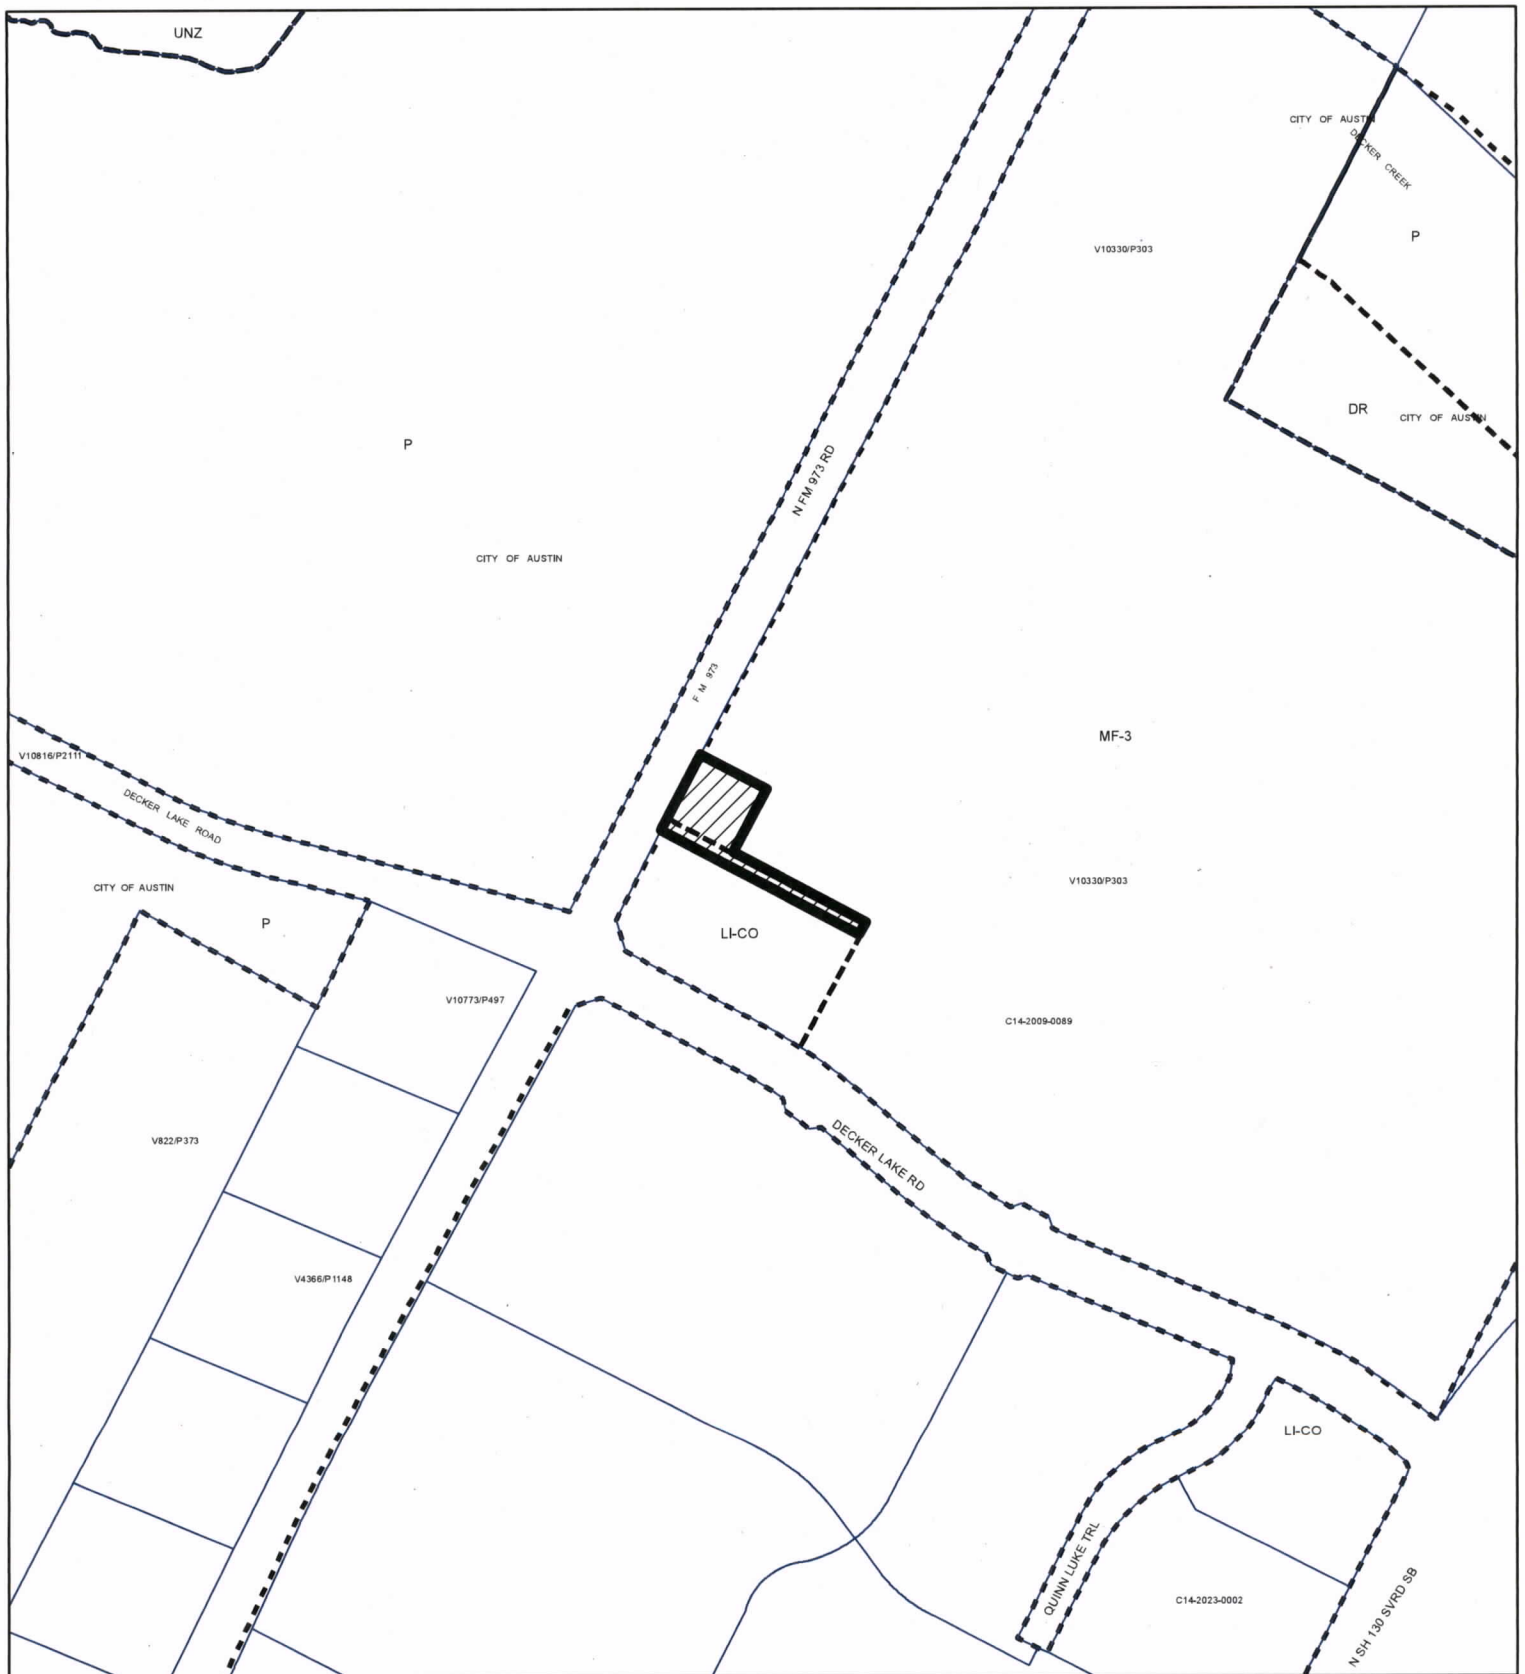 UNZ
CITY OF AUSTIN
DECKER CREEK
P
V10330/P303
DR
CITY OF AUSTIN
P
N FM 973 RD
CITY OF AUSTIN
F M 973
MF-3
V10816/P2111
DECKER LAKE ROAD
CITY OF AUSTIN
P
V10330/P303
LI-CO
V10773/P497
C14-2009-0089
V822/P373
DECKER LAKE RD
V4366/P1148
LI-CO
QUINN LUKE TRL
C14-2023-0002
N SH 130 SVRD SB